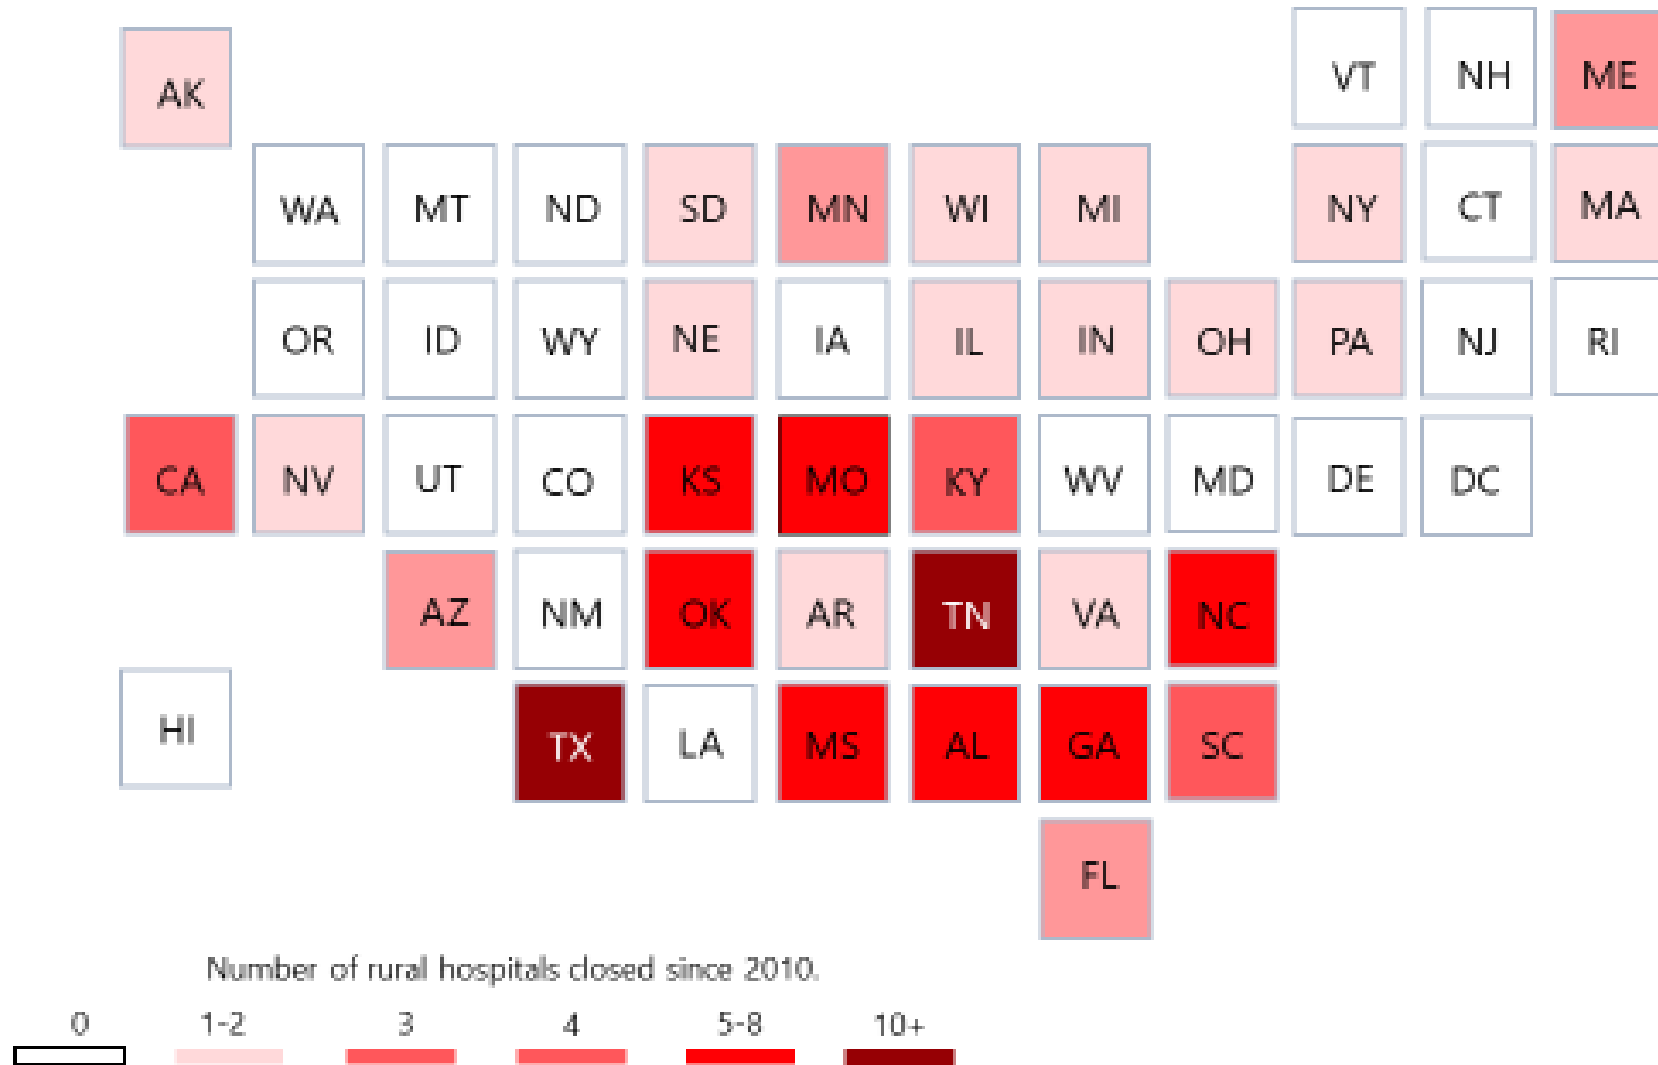 AK VT NH ME
WA MT ND SD MN WI MI NY CT MA
OR ID WY NE IA IL IN OH PA NJ RI
CA NV UT CO KS MO KY WV MD DE DC
AZ NM OK AR TN VA NC
HI TX LA MS AL GA SC
FL
Number of rural hospitals closed since 2010.
0 1-2 3 4 5-8 10+